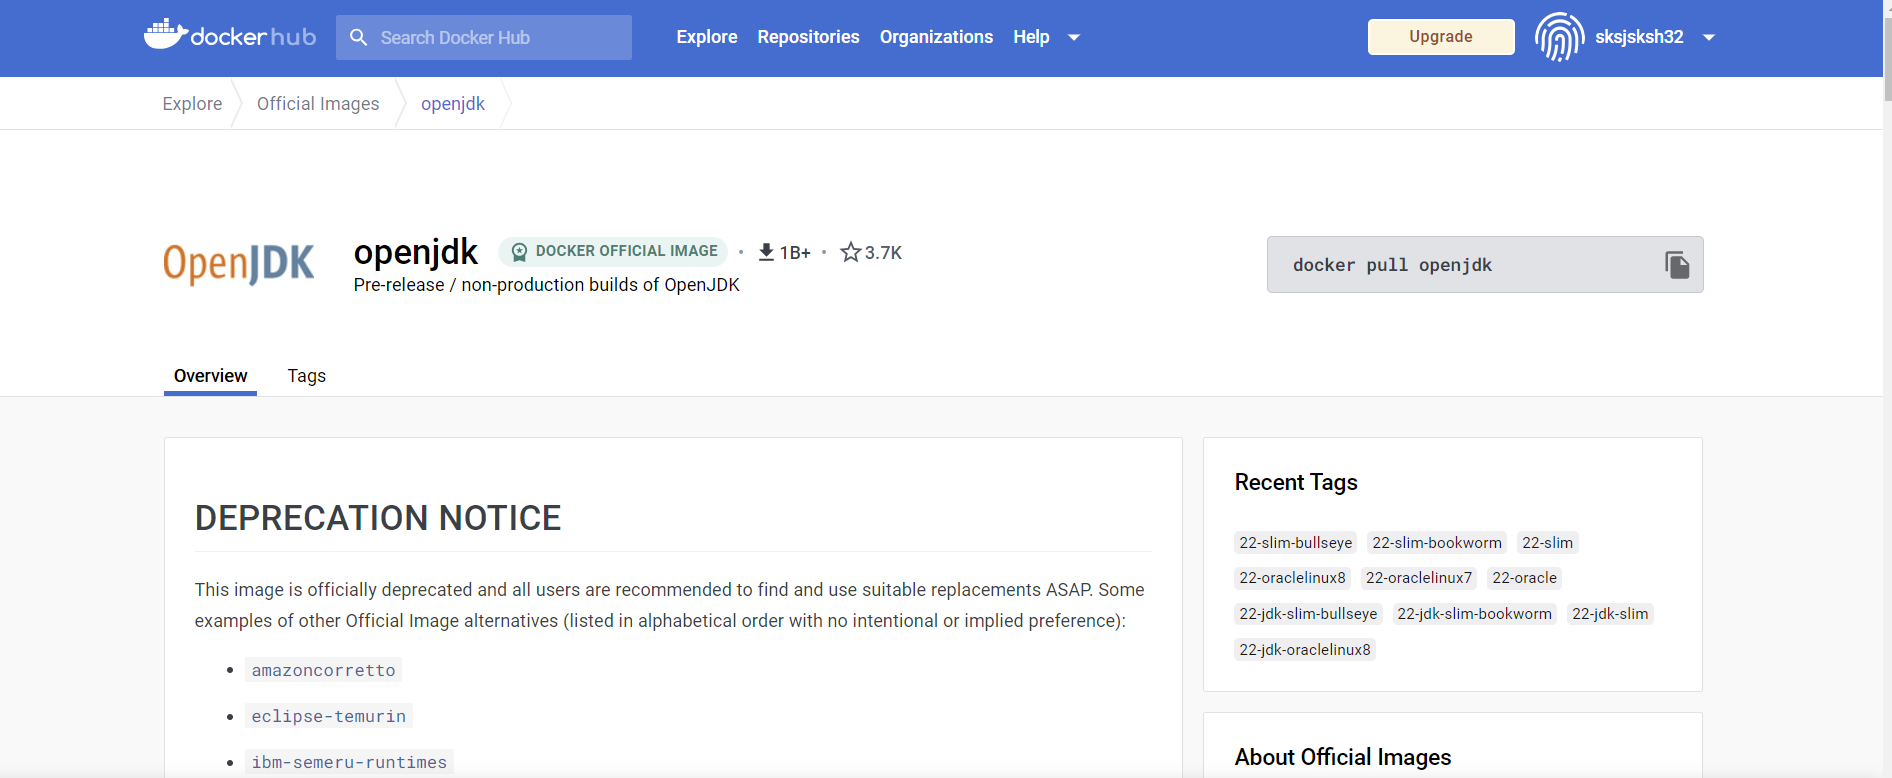 docker hub Search Docker Hub Explore Repositories Organizations Help Upgrade sksjsksh32
Explore Official Images openjdk
OpenJDK openjdk DOCKER OFFICIAL IMAGE • 1B+ • 3.7K
Pre-release / non-production builds of OpenJDK
docker pull openjdk
Overview Tags
DEPRECATION NOTICE
This image is officially deprecated and all users are recommended to find and use suitable replacements ASAP. Some
examples of other Official Image alternatives (listed in alphabetical order with no intentional or implied preference):
• amazoncorretto
• eclipse-temurin
• ibm-semeru-runtimes
Recent Tags
22-slim-bullseye 22-slim-bookworm 22-slim
22-oraclelinux8 22-oraclelinux7 22-oracle
22-jdk-slim-bullseye 22-jdk-slim-bookworm 22-jdk-slim
22-jdk-oraclelinux8
About Official Images